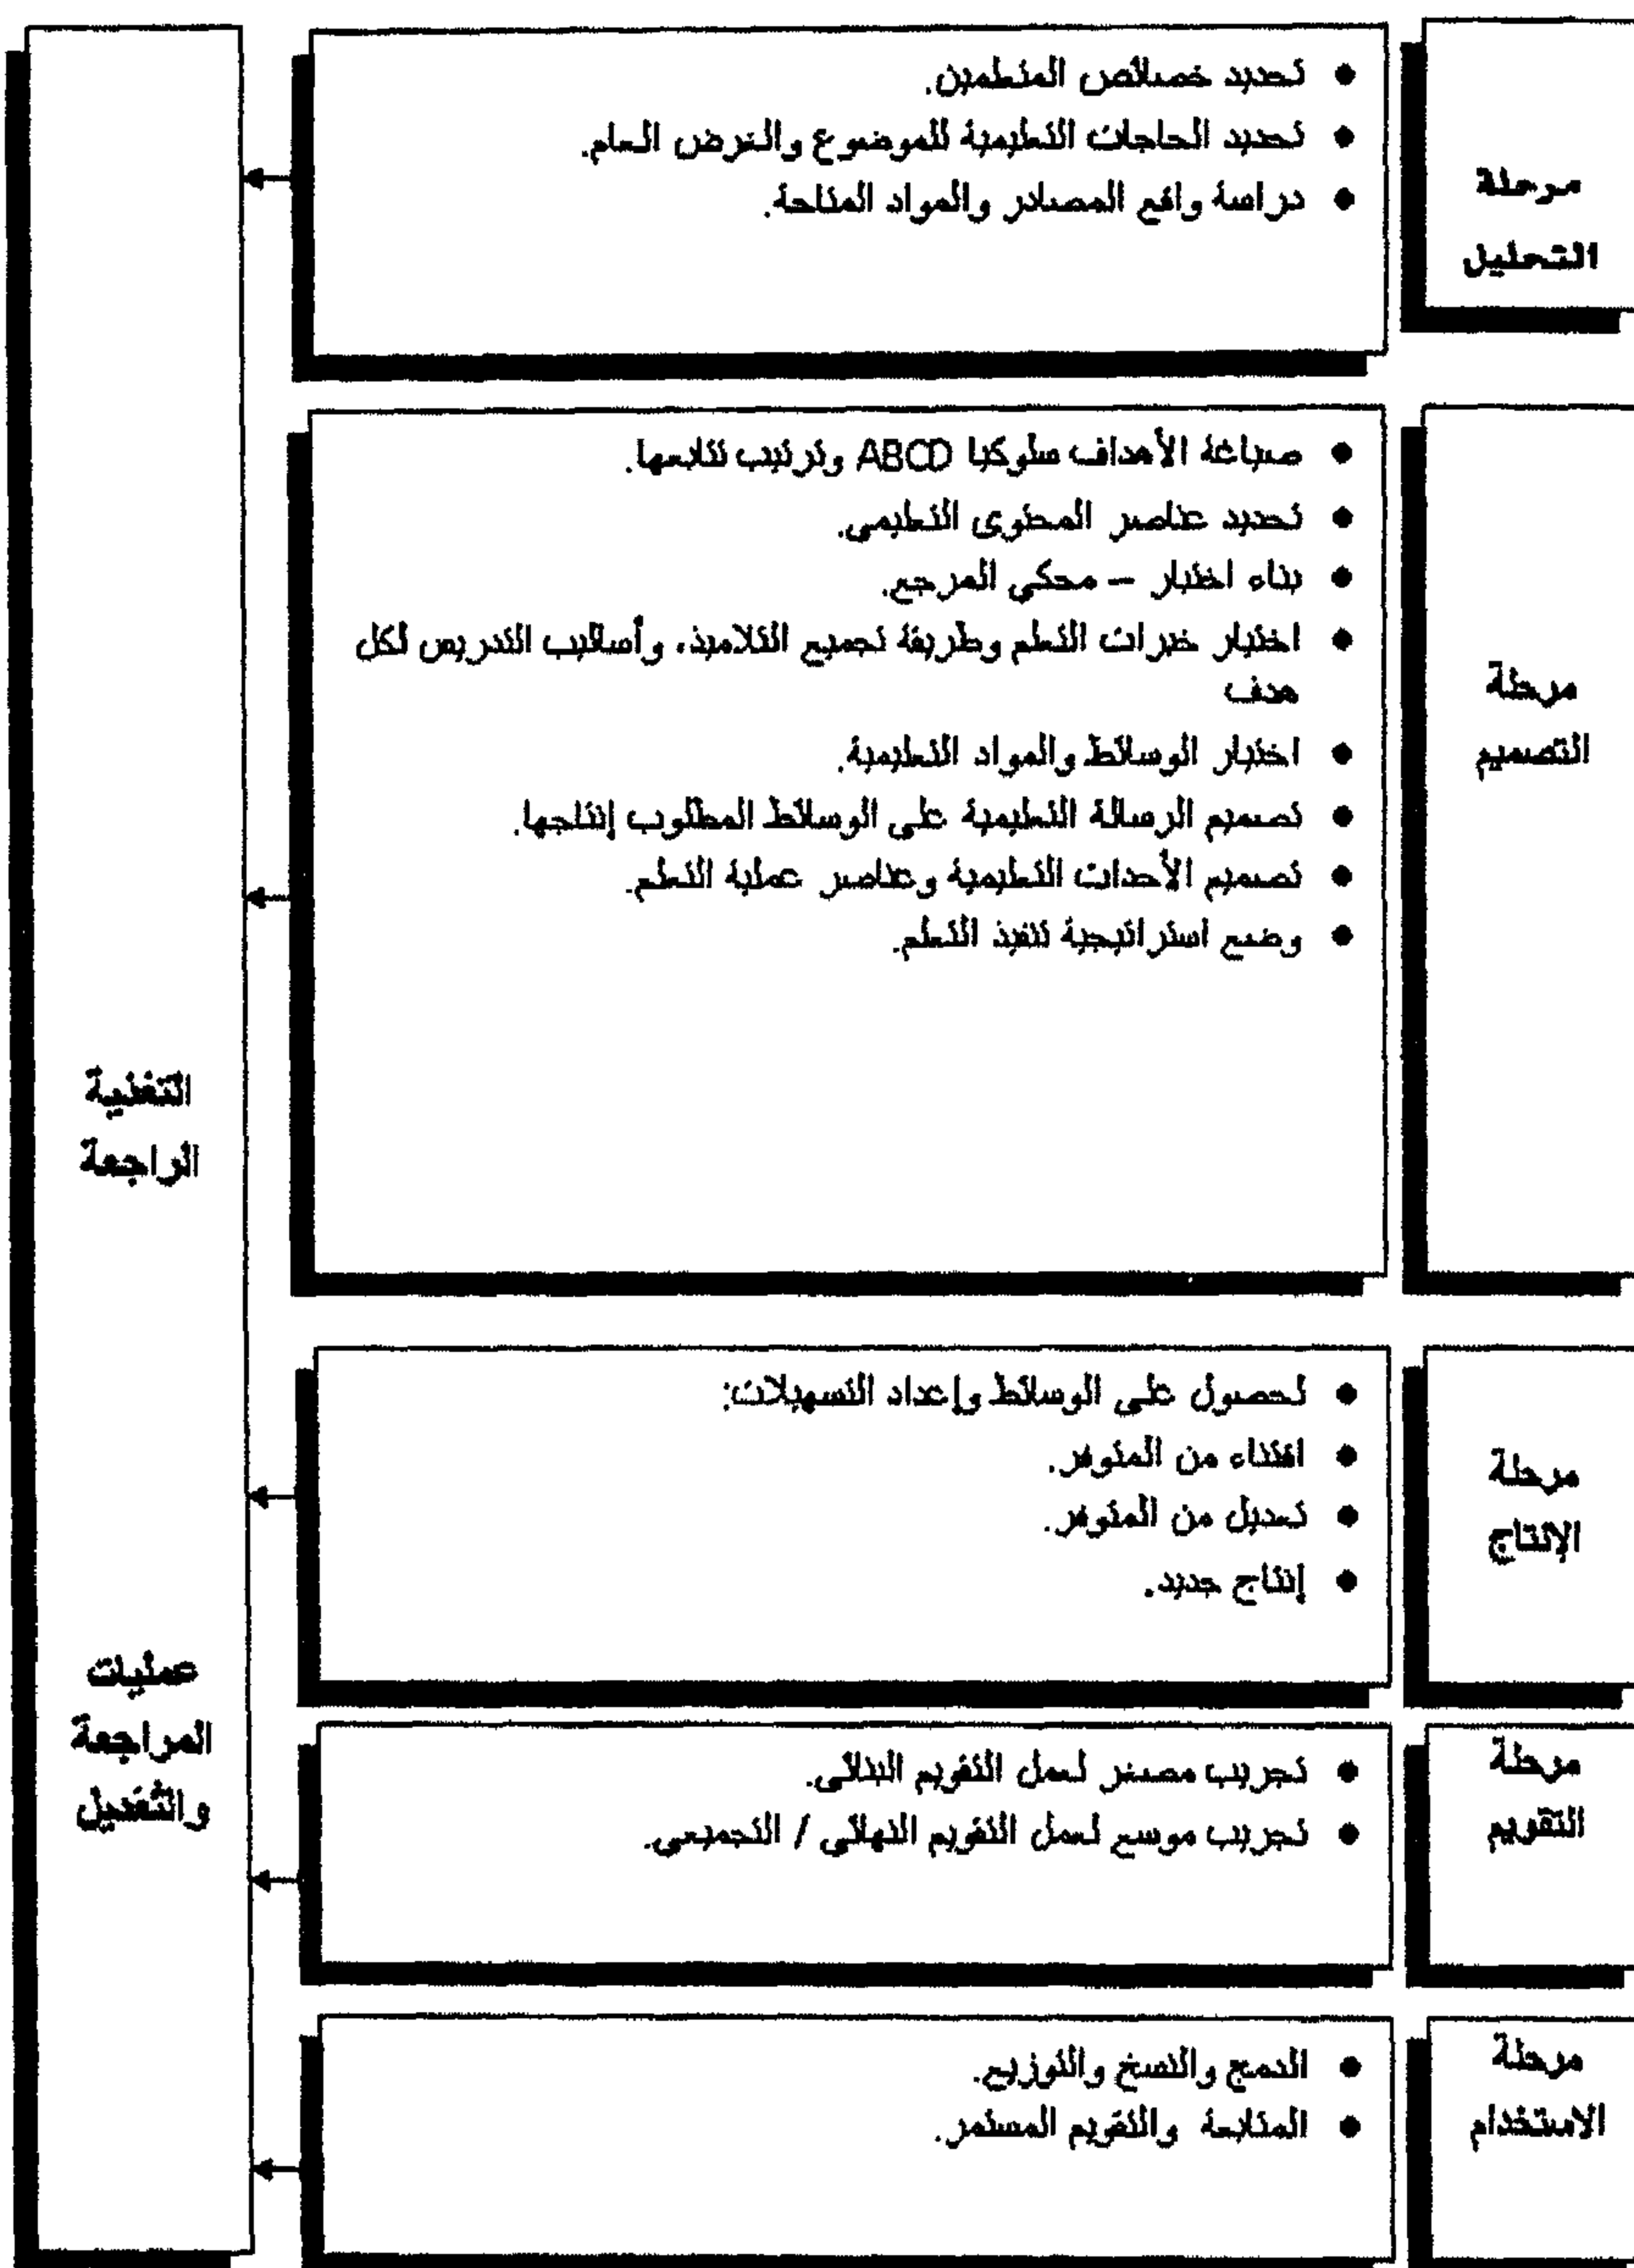 مرحلة
التحليل
• تحديد خصائص المتعلمين.
• تحديد الحاجات التعليمية للموضوع والغرض العام.
• دراسة واقع المصادر والمواد المتاحة.
مرحلة
التصميم
• صياغة الأهداف سلوكيا ABCD وترتيب تتابعها.
• تحديد عناصر المحتوى التعليمى.
• بناء اختبار – محكي المرجع.
• اختيار خبرات التعلم وطريقة تجميع التلاميذ، وأساليب التدريس لكل
هدف
• اختيار الوسائط والمواد التعليمية.
• تصميم الرسالة التعليمية على الوسائط المطلوب إنتاجها.
• تصميم الأحداث التعليمية وعناصر عملية التعلم.
• وضع استراتيجية تنفيذ التعلم.
مرحلة
الإنتاج
• لحصول على الوسائط وإعداد التسهيلات:
• اقتناء من المتوفر.
• تعديل من المتوفر.
• إنتاج جديد.
مرحلة
التقويم
• تجريب مصغر لعمل التقويم البنائى.
• تجريب موسع لعمل التقويم النهائى / التجميعى.
مرحلة
الاستخدام
• الدمج والنسخ والتوزيع.
• المتابعة والتقويم المستمر.
التغذية
الراجعة
عمليات
المراجعة
والتعديل